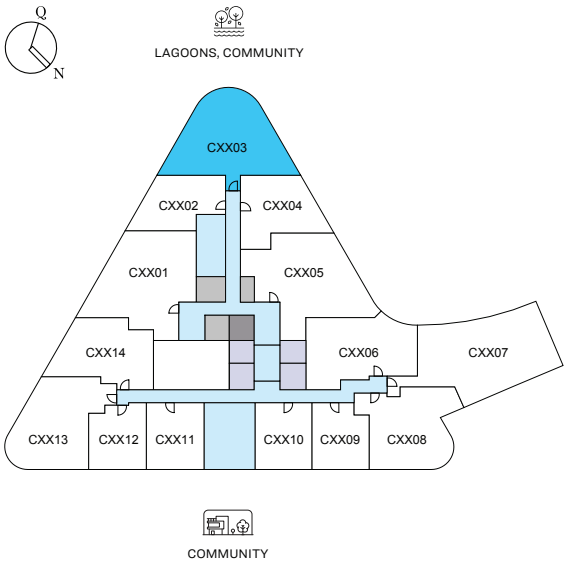 Q
N
LAGOONS, COMMUNITY
CXX03
CXX02
CXX04
CXX01
CXX05
CXX14
CXX06
CXX07
CXX13
CXX12
CXX11
CXX10
CXX09
CXX08
COMMUNITY